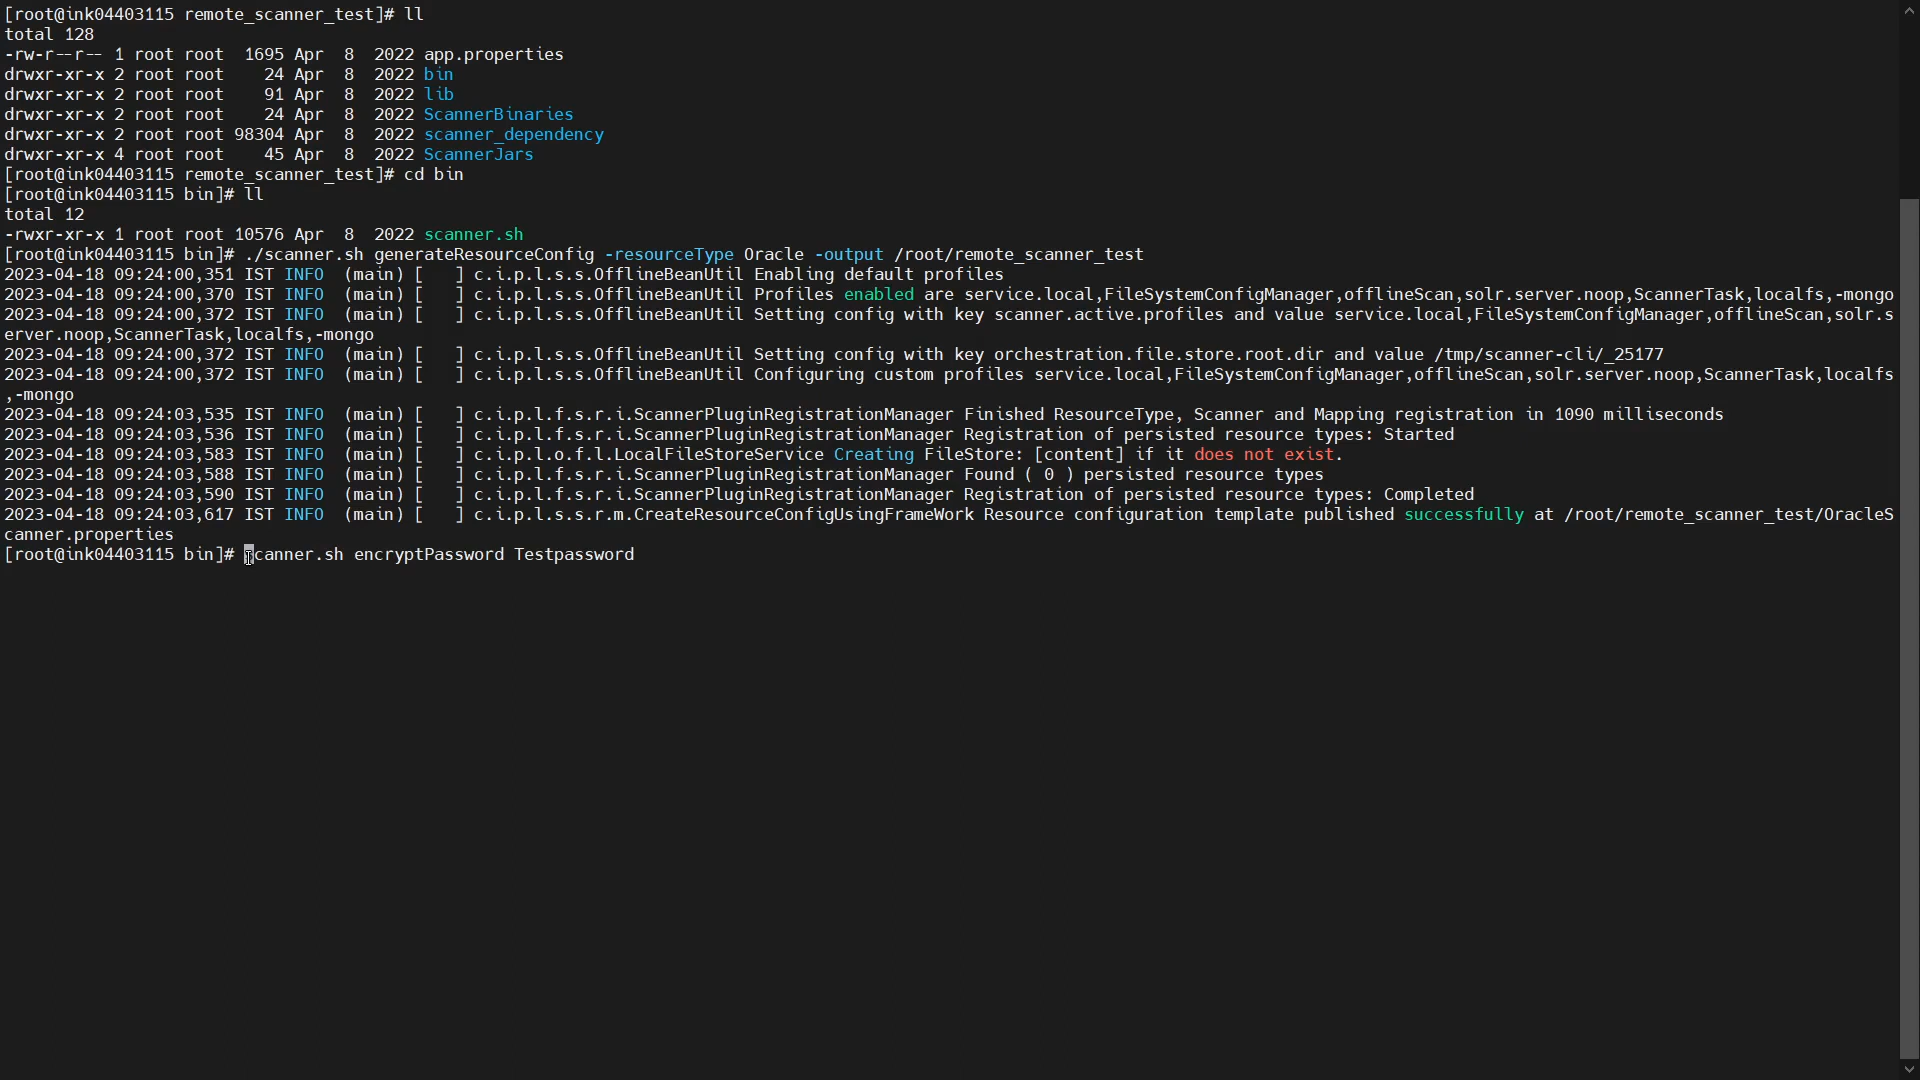 [root@ink04403115 remote_scanner_test]# ll
total 128
-rw-r--r-- 1 root root  1695 Apr  8  2022 app.properties
drwxr-xr-x 2 root root    24 Apr  8  2022 bin
drwxr-xr-x 2 root root    91 Apr  8  2022 lib
drwxr-xr-x 2 root root    24 Apr  8  2022 ScannerBinaries
drwxr-xr-x 2 root root 98304 Apr  8  2022 scanner_dependency
drwxr-xr-x 4 root root    45 Apr  8  2022 ScannerJars
[root@ink04403115 remote_scanner_test]# cd bin
[root@ink04403115 bin]# ll
total 12
-rwxr-xr-x 1 root root 10576 Apr  8  2022 scanner.sh
[root@ink04403115 bin]# ./scanner.sh generateResourceConfig -resourceType Oracle -output /root/remote_scanner_test
2023-04-18 09:24:00,351 IST INFO  (main) [   ] c.i.p.l.s.s.OfflineBeanUtil Enabling default profiles
2023-04-18 09:24:00,370 IST INFO  (main) [   ] c.i.p.l.s.s.OfflineBeanUtil Profiles enabled are service.local,FileSystemConfigManager,offlineScan,solr.server.noop,ScannerTask,localfs,-mongo
2023-04-18 09:24:00,372 IST INFO  (main) [   ] c.i.p.l.s.s.OfflineBeanUtil Setting config with key scanner.active.profiles and value service.local,FileSystemConfigManager,offlineScan,solr.s
erver.noop,ScannerTask,localfs,-mongo
2023-04-18 09:24:00,372 IST INFO  (main) [   ] c.i.p.l.s.s.OfflineBeanUtil Setting config with key orchestration.file.store.root.dir and value /tmp/scanner-cli/_25177
2023-04-18 09:24:00,372 IST INFO  (main) [   ] c.i.p.l.s.s.OfflineBeanUtil Configuring custom profiles service.local,FileSystemConfigManager,offlineScan,solr.server.noop,ScannerTask,localfs
,-mongo
2023-04-18 09:24:03,535 IST INFO  (main) [   ] c.i.p.l.f.s.r.i.ScannerPluginRegistrationManager Finished ResourceType, Scanner and Mapping registration in 1090 milliseconds
2023-04-18 09:24:03,536 IST INFO  (main) [   ] c.i.p.l.f.s.r.i.ScannerPluginRegistrationManager Registration of persisted resource types: Started
2023-04-18 09:24:03,583 IST INFO  (main) [   ] c.i.p.l.o.f.l.LocalFileStoreService Creating FileStore: [content] if it does not exist.
2023-04-18 09:24:03,588 IST INFO  (main) [   ] c.i.p.l.f.s.r.i.ScannerPluginRegistrationManager Found ( 0 ) persisted resource types
2023-04-18 09:24:03,590 IST INFO  (main) [   ] c.i.p.l.f.s.r.i.ScannerPluginRegistrationManager Registration of persisted resource types: Completed
2023-04-18 09:24:03,617 IST INFO  (main) [   ] c.i.p.l.s.s.r.m.CreateResourceConfigUsingFrameWork Resource configuration template published successfully at /root/remote_scanner_test/OracleS
canner.properties
[root@ink04403115 bin]# scanner.sh encryptPassword Testpassword